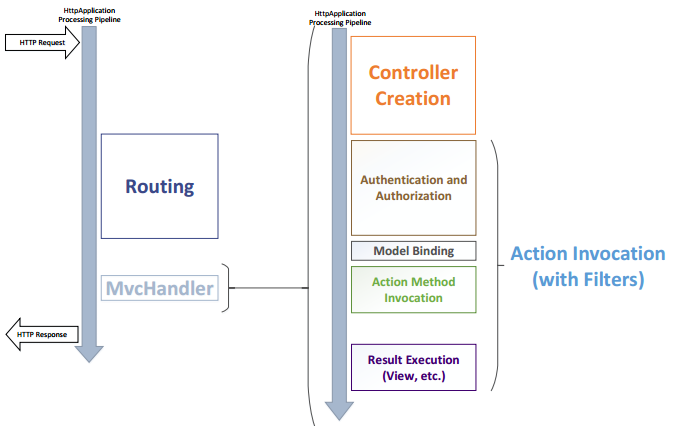 HttpApplication
Processing Pipeline
HTTP Request
Routing
MvcHandler
HTTP Response
HttpApplication
Processing Pipeline
Controller
Creation
Authentication and
Authorization
Model Binding
Action Method
Invocation
Result Execution
(View, etc.)
Action Invocation
(with Filters)